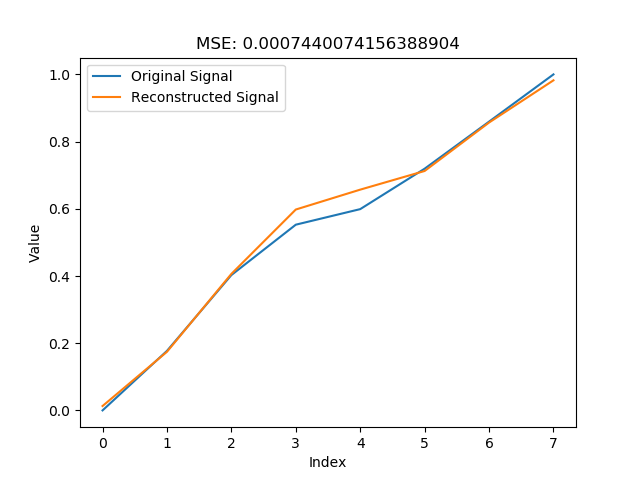 MSE: 0.0007440074156388904
Original Signal
Reconstructed Signal
1.0
0.8
0.6
0.4
0.2
0.0
Value
0 1 2 3 4 5 6 7
Index